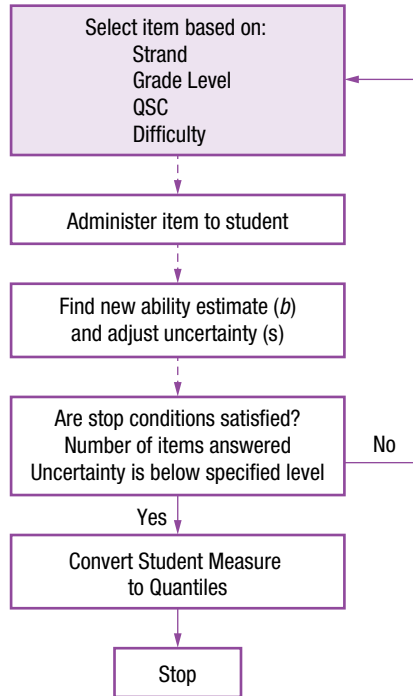 Select item based on:
Strand
Grade Level
QSC
Difficulty
Administer item to student
Find new ability estimate (b)
and adjust uncertainty (s)
Are stop conditions satisfied?
Number of items answered
Uncertainty is below specified level
No
Yes
Convert Student Measure
to Quantiles
Stop